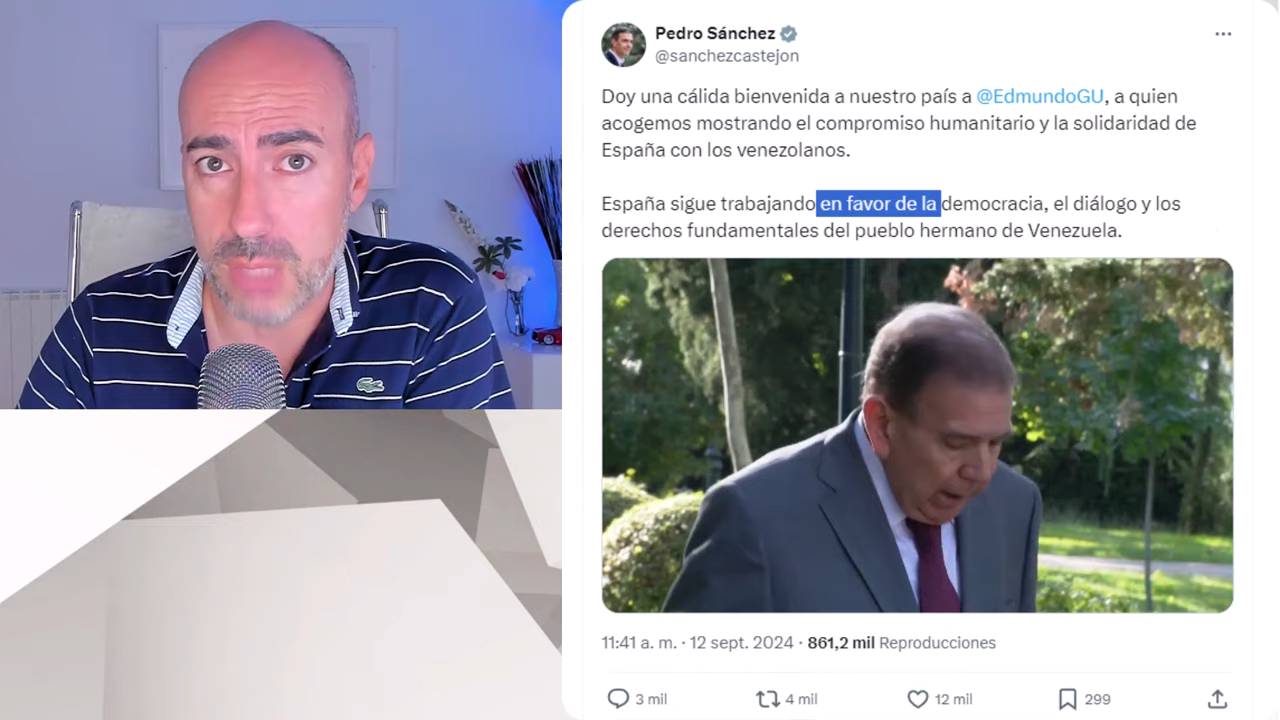 Pedro Sánchez
@sanchezcastejon
Doy una cálida bienvenida a nuestro país a @EdmundoGU, a quien
acogemos mostrando el compromiso humanitario y la solidaridad de
España con los venezolanos.
España sigue trabajando en favor de la democracia, el diálogo y los
derechos fundamentales del pueblo hermano de Venezuela.
11:41 a. m. · 12 sept. 2024 · 861,2 mil Reproducciones
3 mil 4 mil 12 mil 299